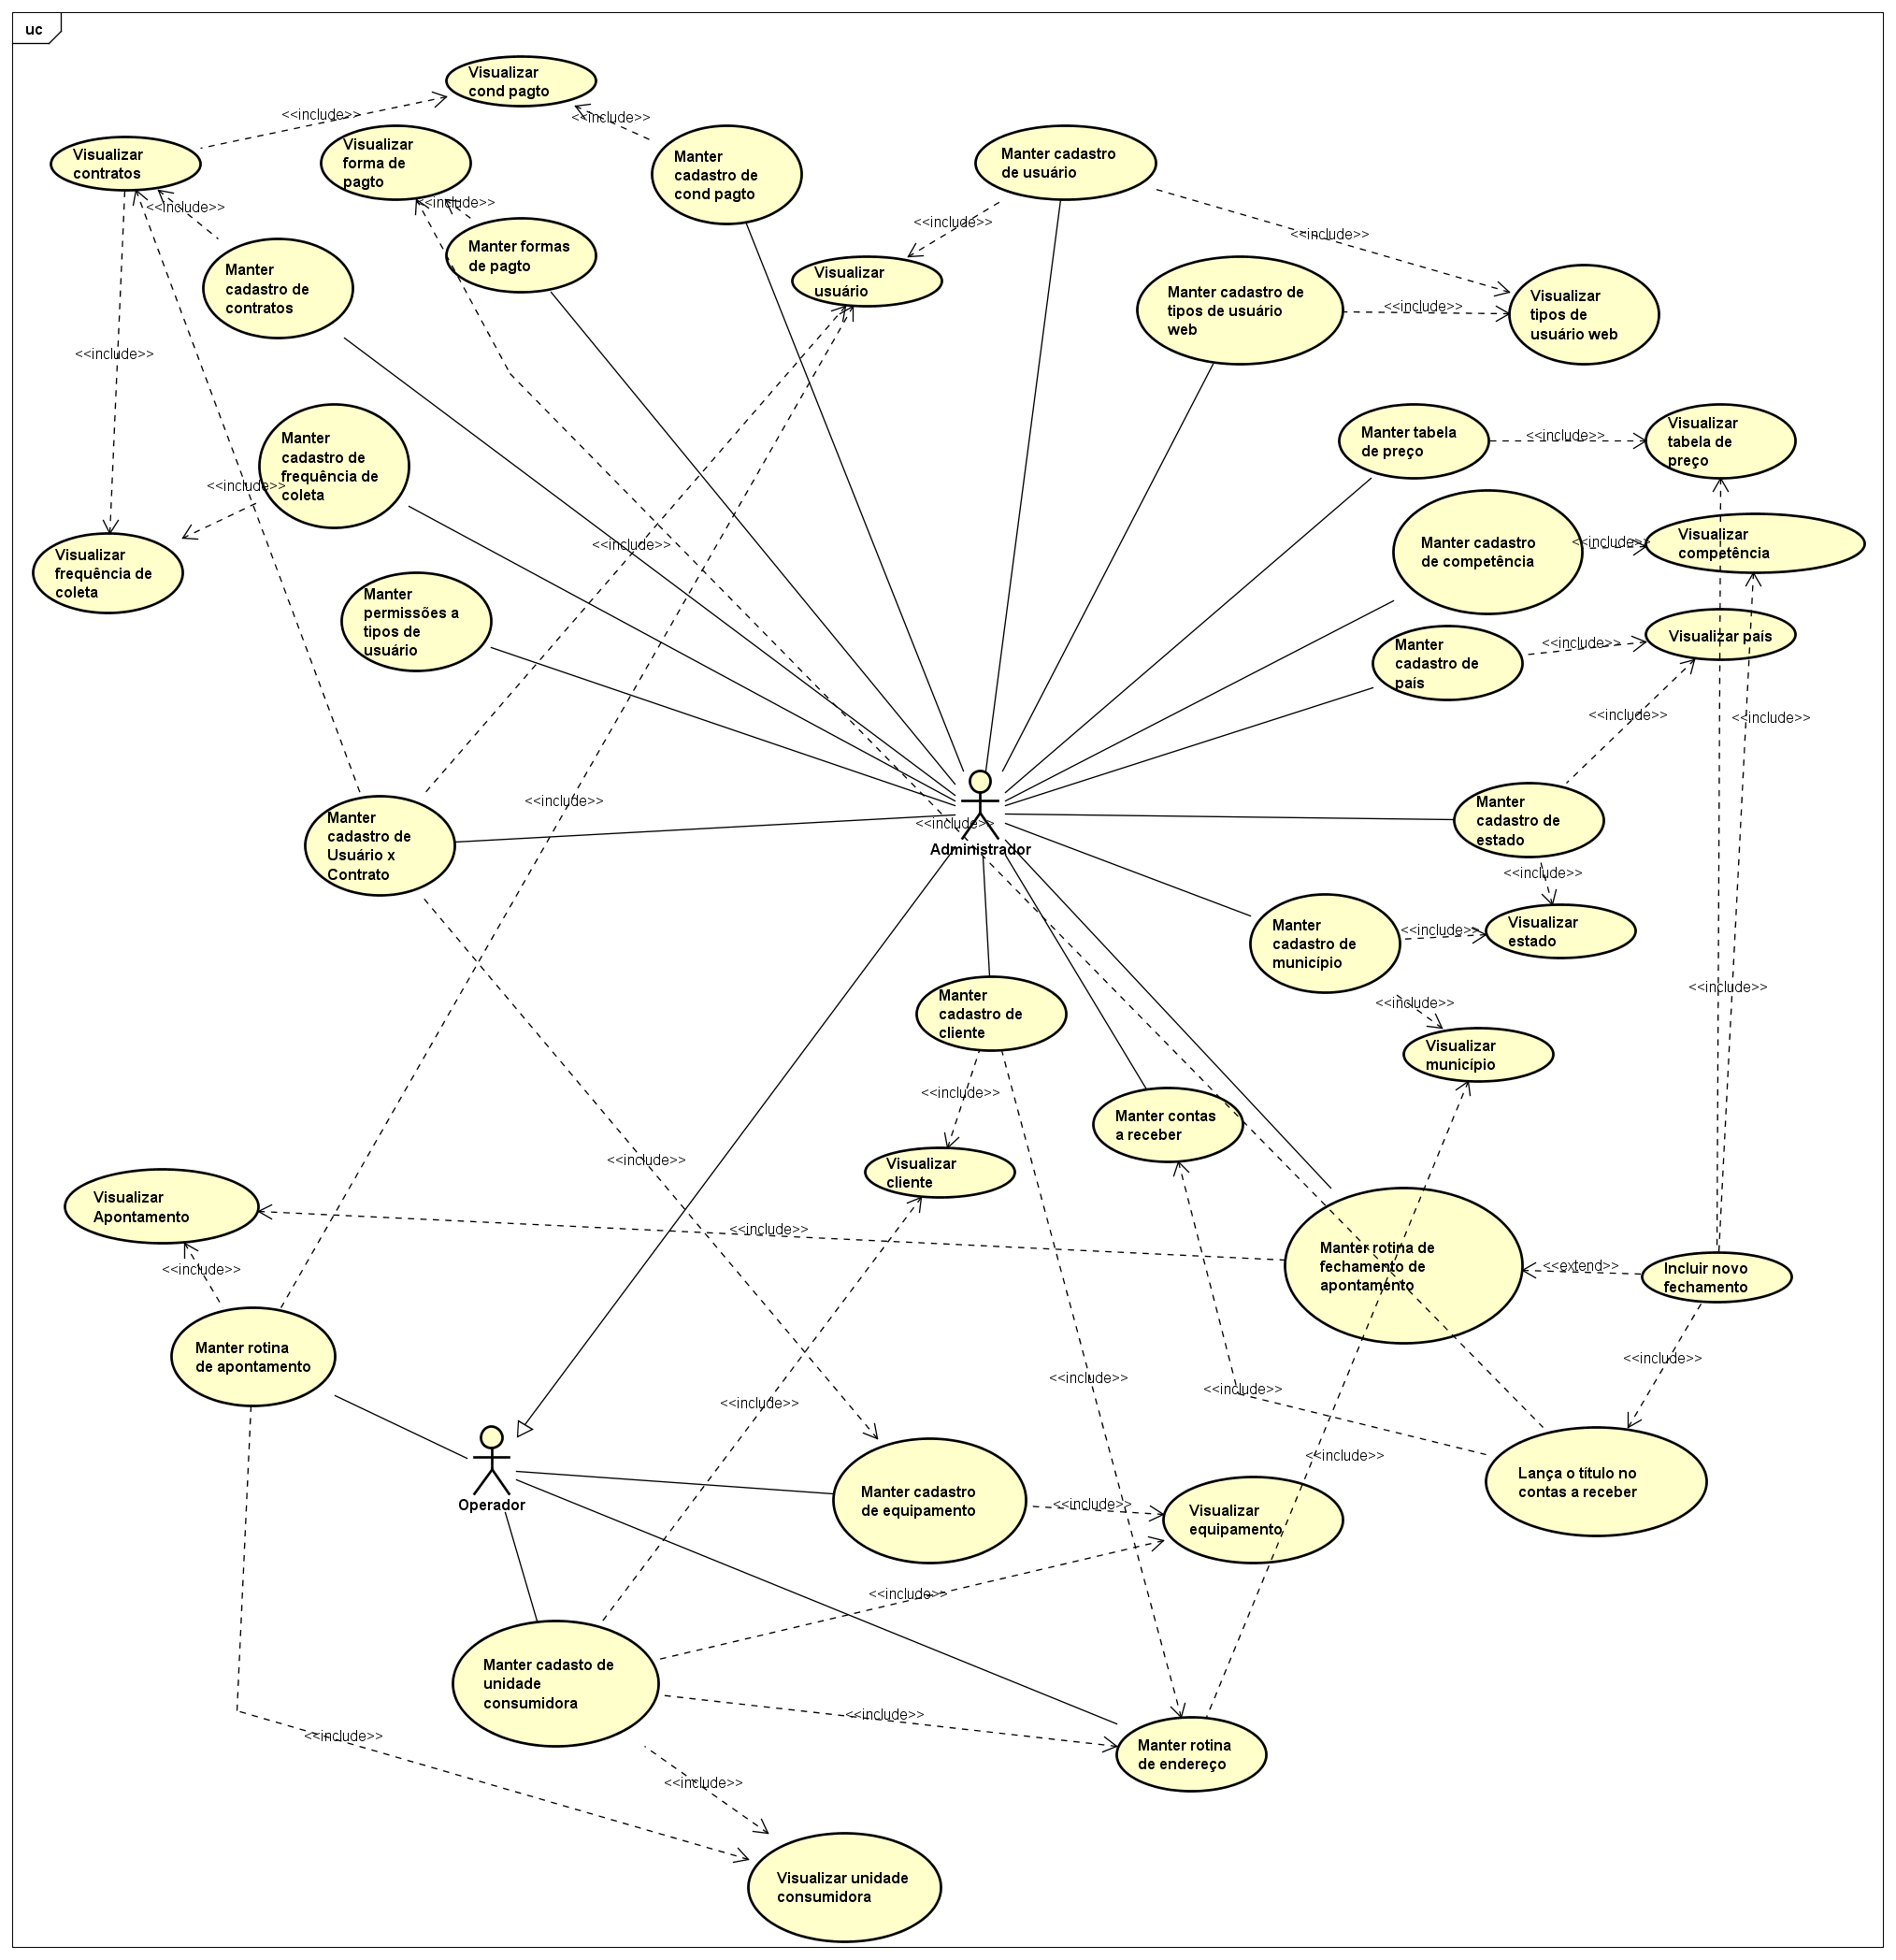 uc
Visualizar
cond pagto
<<include>>
<<include>>
Visualizar
contratos
Visualizar
forma de
pagto
Manter
cadastro de
cond pagto
Manter cadastro
de usuário
<<include>>
<<include>>
<<include>>
<<include>>
Manter formas
de pagto
Manter
cadastro de
contratos
Visualizar
usuário
Manter cadastro de
tipos de usuário
web
<<include>>
Visualizar
tipos de
usuário web
<<include>>
Manter
cadastro de
frequência de
coleta
<<include>>
Manter tabela
de preço
<<include>>
Visualizar
tabela de
preço
Visualizar
frequência de
coleta
<<include>>
Manter cadastro
de competência
<<include>>
Visualizar
competência
Manter
permissões a
tipos de
usuário
Manter
cadastro de
país
<<include>>
Visualizar país
<<include>>
<<include>>
<<include>>
Manter
cadastro de
Usuário x
Contrato
<<include>>
Administrador
Manter
cadastro de
estado
<<include>>
Manter
cadastro de
município
<<include>>
Visualizar
estado
<<include>>
<<include>>
Manter
cadastro de
cliente
Visualizar
município
<<include>>
Manter contas
a receber
<<include>>
Visualizar
cliente
Visualizar
Apontamento
<<include>>
<<include>>
Manter rotina de
fechamento de
apontamento
<<extend>>
Incluir novo
fechamento
Manter rotina
de apontamento
<<include>>
<<include>>
<<include>>
<<include>>
Operador
Manter cadastro
de equipamento
<<include>>
Visualizar
equipamento
<<include>>
Lança o título no
contas a receber
<<include>>
Manter cadasto de
unidade
consumidora
<<include>>
<<include>>
Manter rotina
de endereço
<<include>>
Visualizar unidade
consumidora